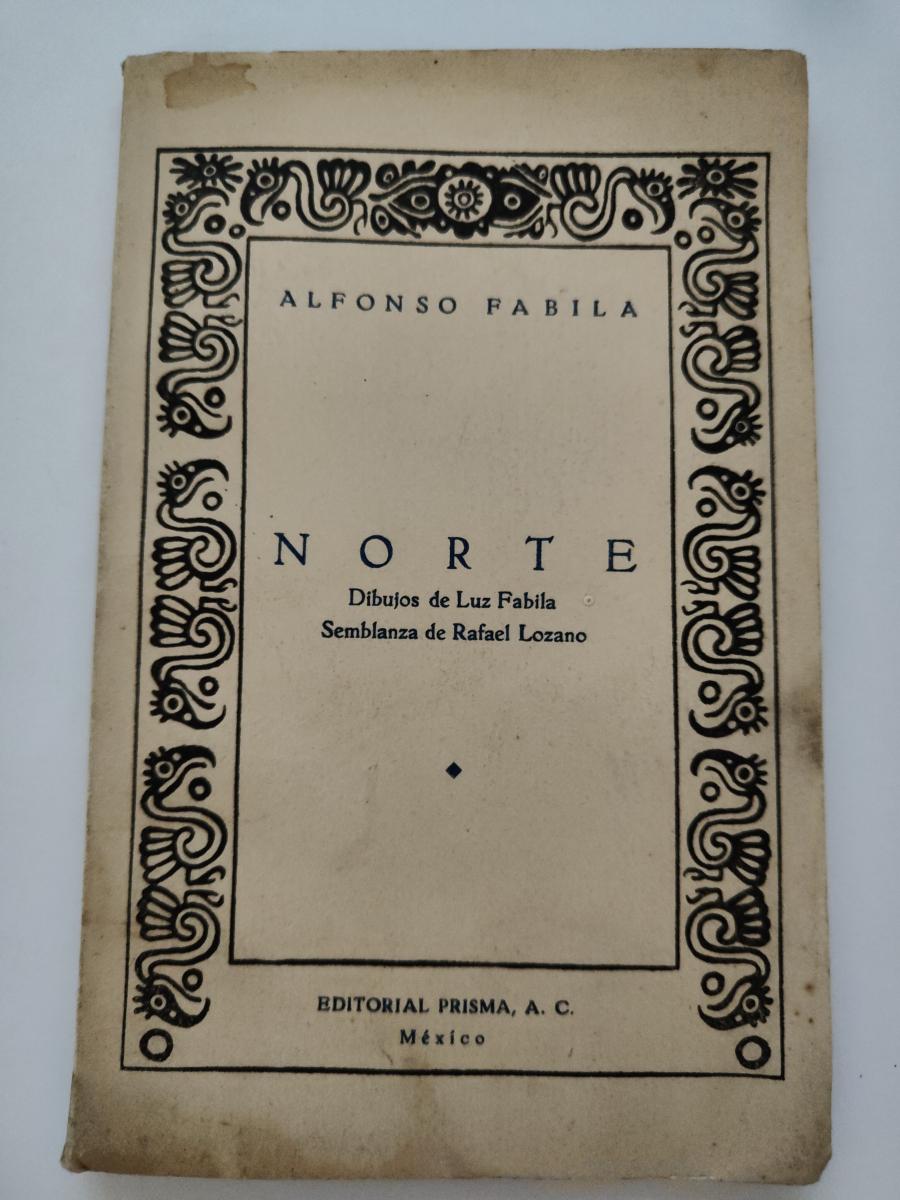 ALFONSO FABILA
NORTE
Dibujos de Luz Fabila
Semblanza de Rafael Lozano
EDITORIAL PRISMA, A. C.
México